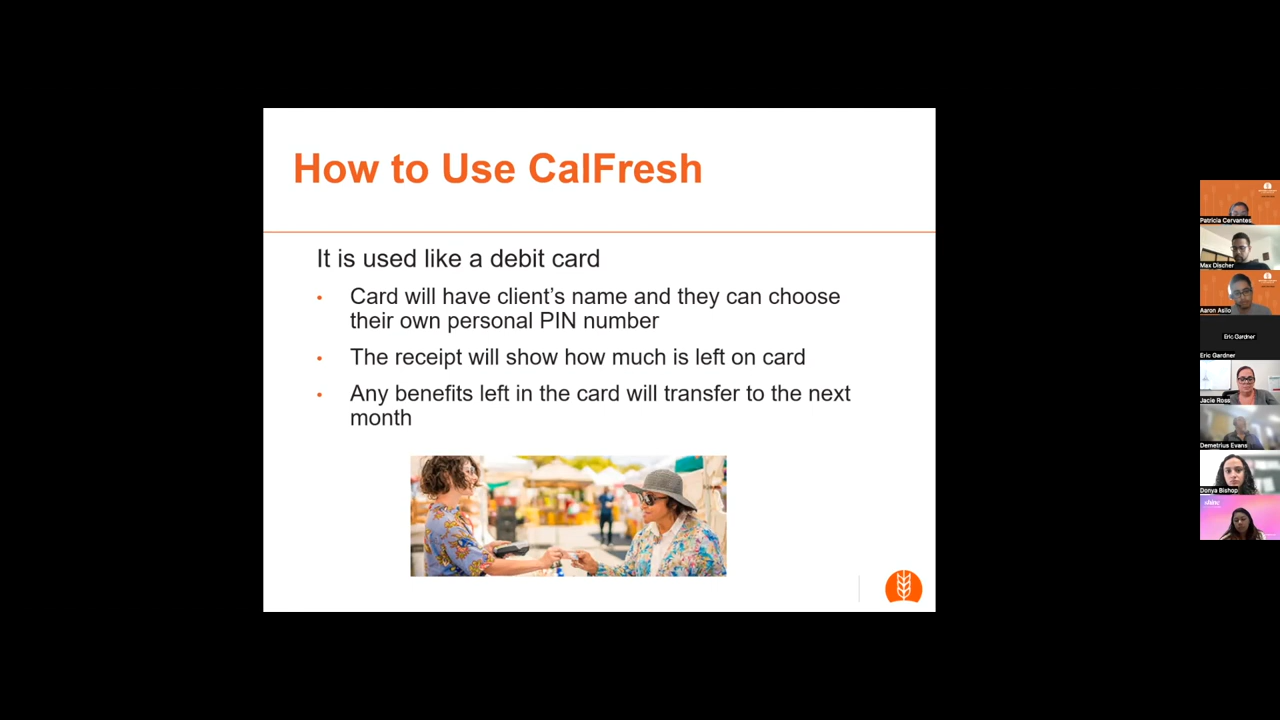 How to Use CalFresh
It is used like a debit card
• Card will have client's name and they can choose
their own personal PIN number
• The receipt will show how much is left on card
• Any benefits left in the card will transfer to the next
month
Patricia Cervantes
Max Discher
Aaron Asilo
Eric Gardner
Eric Gardner
Jacie Ross
Demetrius Evans
Donya Bishop